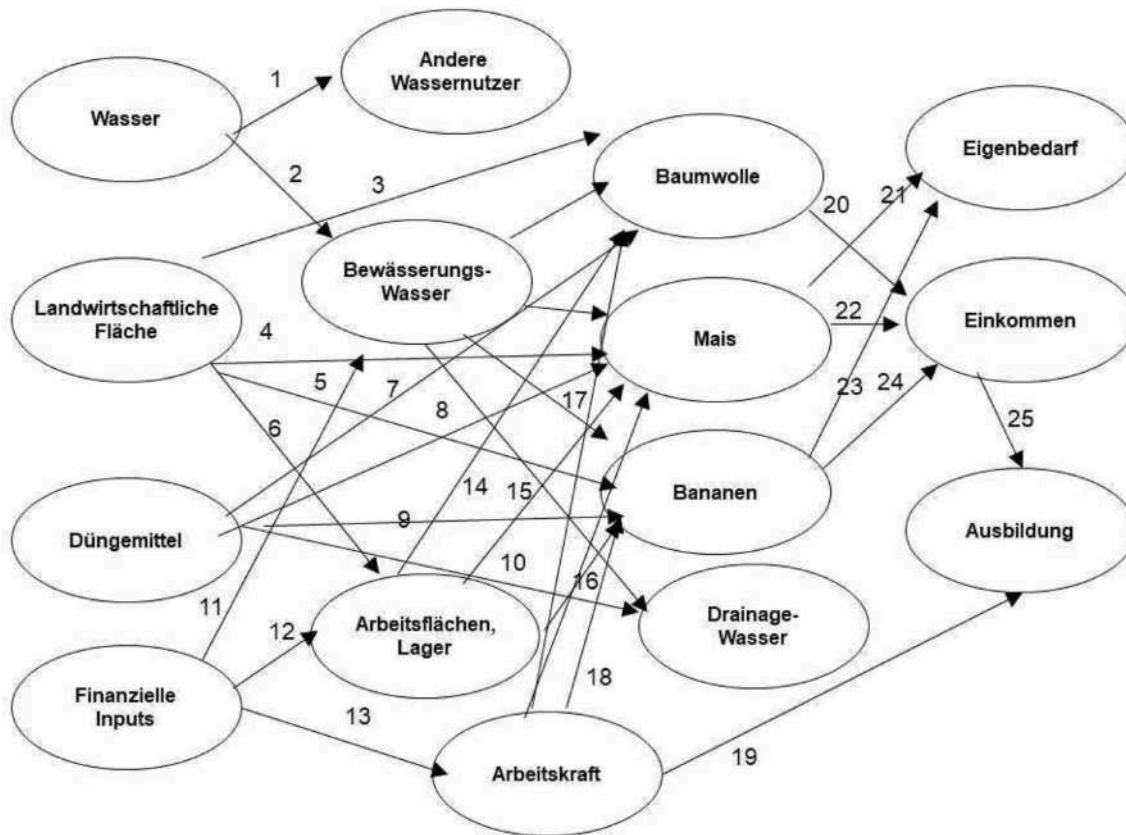 Andere
Wassernutzer
1
Wasser
2
3
Baumwolle
Eigenbedarf
20
21
Bewässerungs-
Wasser
Landwirtschaftliche
Fläche
4
Mais
22
Einkommen
5
7
6
8
17
23
24
25
14
15
Bananen
9
10
Düngemittel
Ausbildung
11
12
Arbeitsflächen,
Lager
16
Drainage-
Wasser
18
Finanzielle
Inputs
13
19
Arbeitskraft